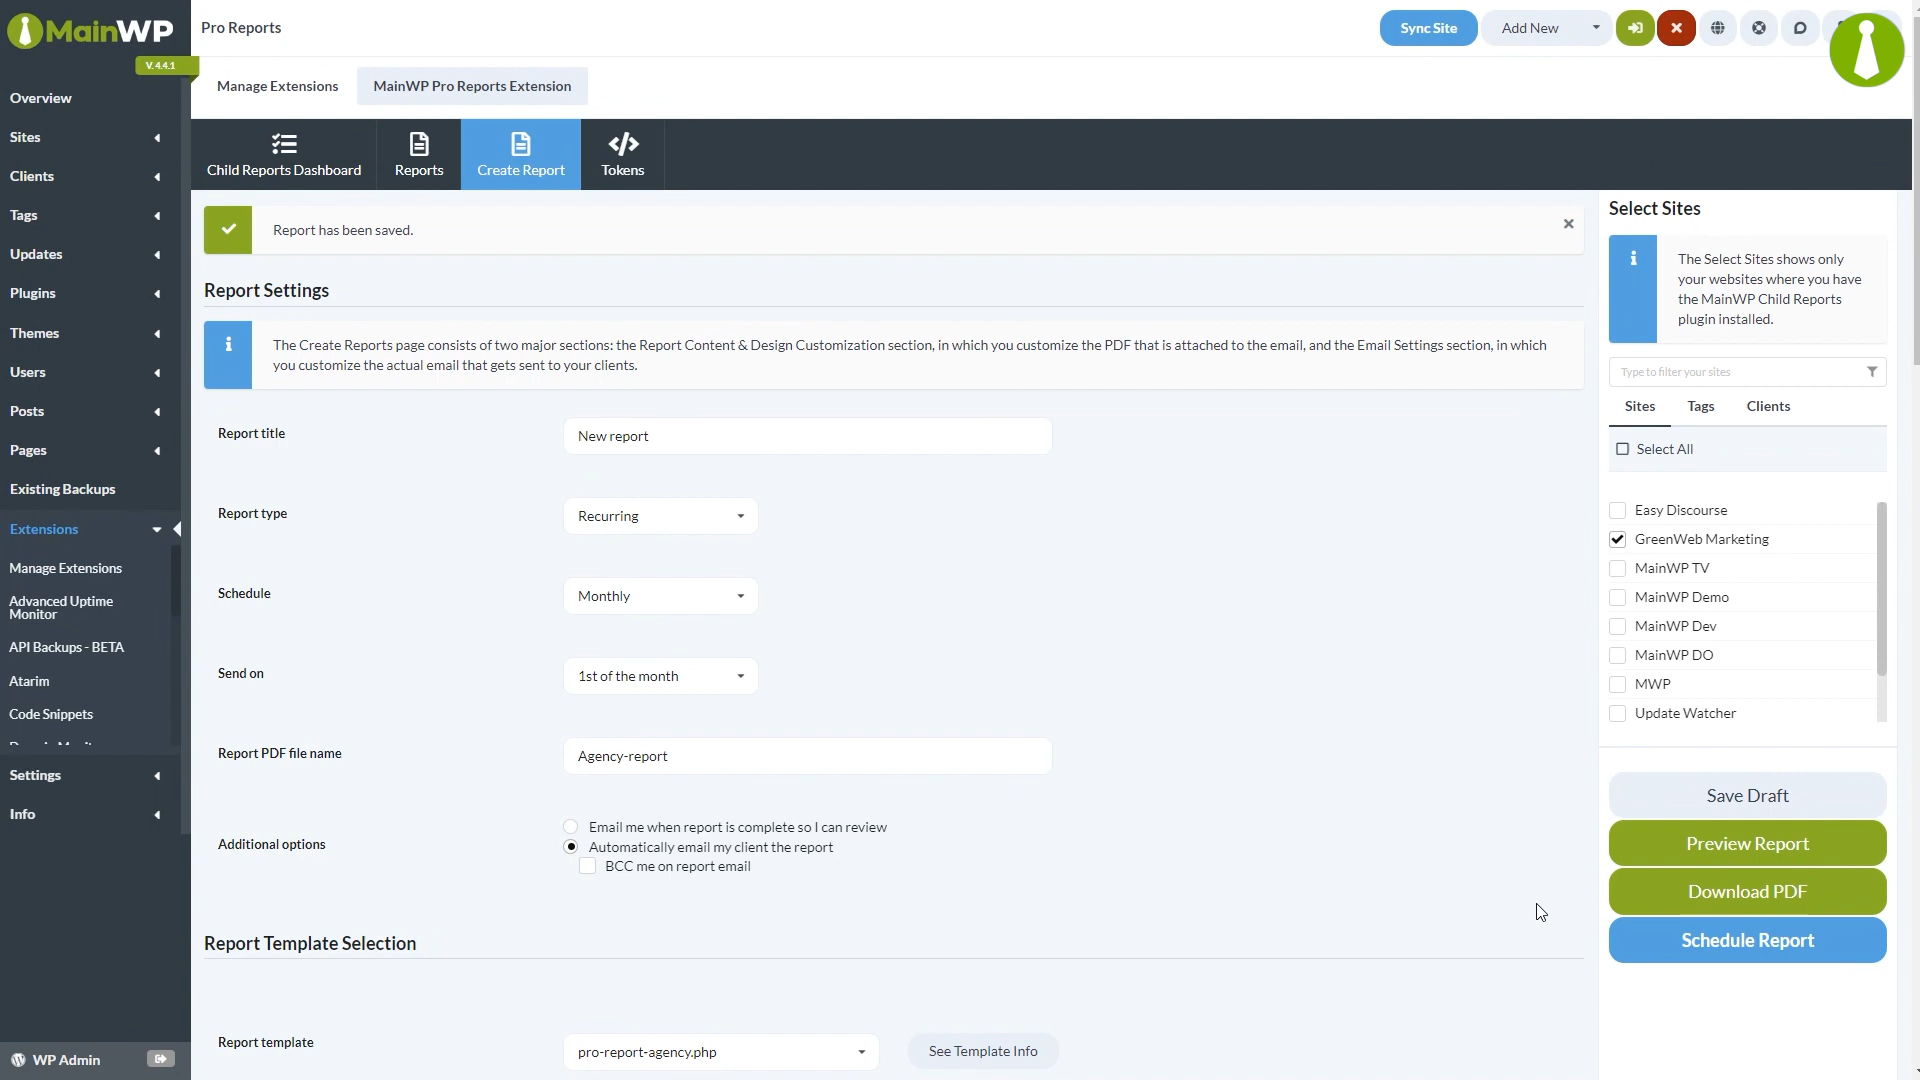 MainWP
V. 4.4.1
Pro Reports
Sync Site
Add New
Manage Extensions
MainWP Pro Reports Extension
Child Reports Dashboard
Reports
Create Report
Tokens
Overview
Sites
Clients
Tags
Updates
Plugins
Themes
Users
Posts
Pages
Existing Backups
Extensions
Manage Extensions
Advanced Uptime
Monitor
API Backups - BETA
Atarim
Code Snippets
Settings
Info
WP Admin
Report has been saved.
Report Settings
The Create Reports page consists of two major sections: the Report Content & Design Customization section, in which you customize the PDF that is attached to the email, and the Email Settings section, in which
you customize the actual email that gets sent to your clients.
Report title
New report
Report type
Recurring
Schedule
Monthly
Send on
1st of the month
Report PDF file name
Agency-report
Additional options
Email me when report is complete so I can review
Automatically email my client the report
BCC me on report email
Report Template Selection
Report template
pro-report-agency.php
See Template Info
Select Sites
The Select Sites shows only
your websites where you have
the MainWP Child Reports
plugin installed.
Type to filter your sites
Sites
Tags
Clients
Select All
Easy Discourse
GreenWeb Marketing
MainWP TV
MainWP Demo
MainWP Dev
MainWP DO
MWP
Update Watcher
Save Draft
Preview Report
Download PDF
Schedule Report